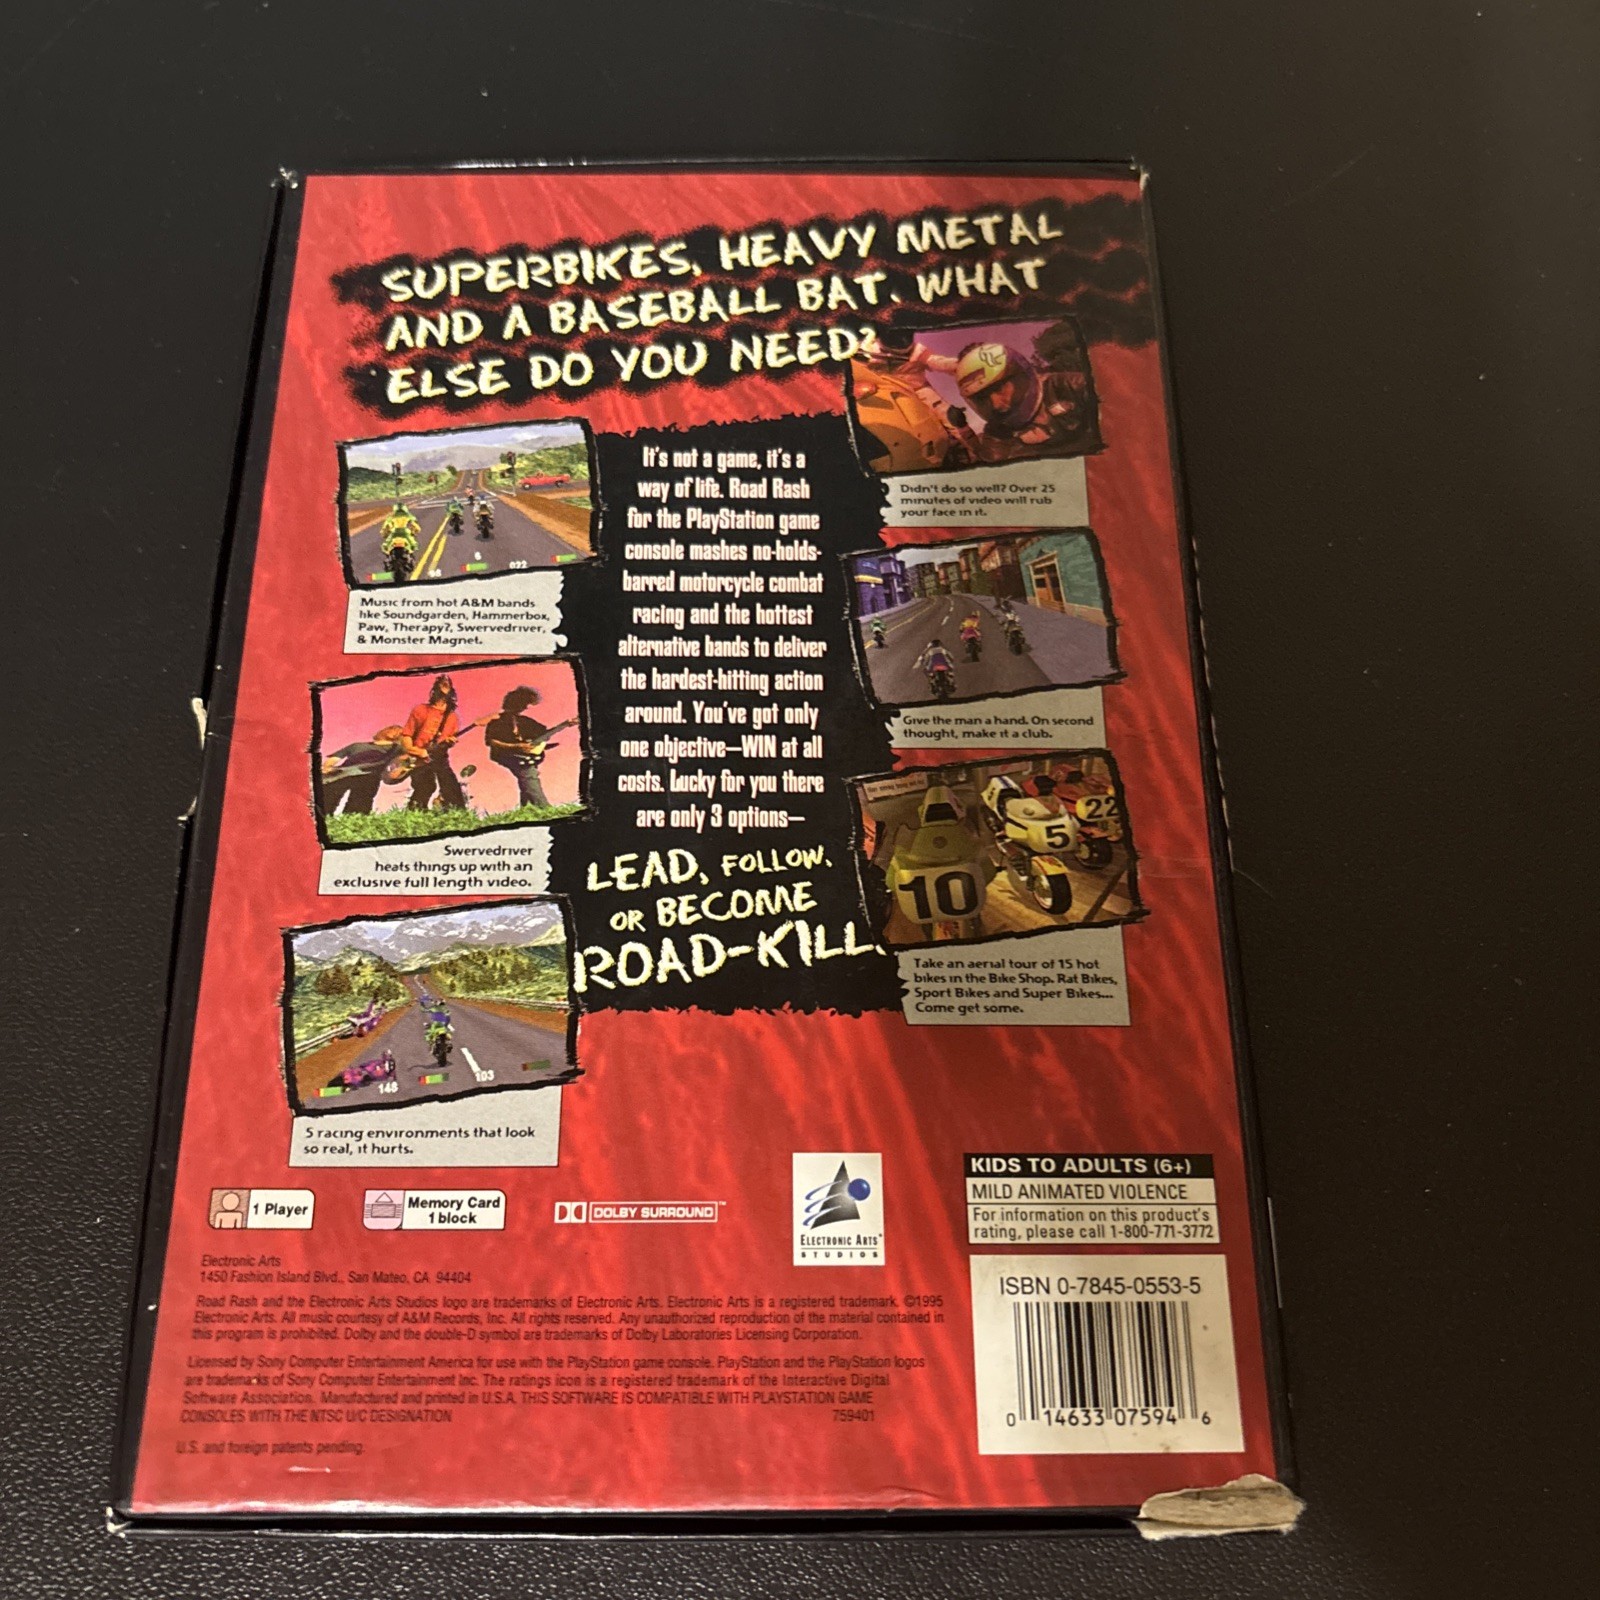 SUPERBIKES, HEAVY METAL
AND A BASEBALL BAT. WHAT
ELSE DO YOU NEED?
It's not a game, it's a
way of life. Road Rash
for the PlayStation game
console mashes no-holds-
barred motorcycle combat
racing and the hottest
alternative bands to deliver
the hardest-hitting action
around. You've got only
one objective—WIN at all
costs. Lucky for you there
are only 3 options—
LEAD, FOLLOW,
OR BECOME
ROAD-KILL.
6
96
022
Music from hot A&M bands
like Soundgarden, Hammerbox,
Paw, Therapy?, Swervedriver,
& Monster Magnet.
Swervedriver
heats things up with an
exclusive full length video.
148
103
5 racing environments that look
so real, it hurts.
Didn't do so well? Over 25
minutes of video will rub
your face in it.
Give the man a hand. On second
thought, make it a club.
10
5
22
Take an aerial tour of 15 hot
bikes in the Bike Shop. Rat Bikes,
Sport Bikes and Super Bikes...
Come get some.
1 Player
Memory Card
1 block
DOLBY SURROUND™
ELECTRONIC ARTS®
STUDIOS
KIDS TO ADULTS (6+)
MILD ANIMATED VIOLENCE
For information on this product's
rating, please call 1-800-771-3772
Electronic Arts
1450 Fashion Island Blvd., San Mateo, CA 94404
Road Rash and the Electronic Arts Studios logo are trademarks of Electronic Arts. Electronic Arts is a registered trademark. ©1995
Electronic Arts. All music courtesy of A&M Records, Inc. All rights reserved. Any unauthorized reproduction of the material contained in
this program is prohibited. Dolby and the double-D symbol are trademarks of Dolby Laboratories Licensing Corporation.
Licensed by Sony Computer Entertainment America for use with the PlayStation game console. PlayStation and the PlayStation logos
are trademarks of Sony Computer Entertainment Inc. The ratings icon is a registered trademark of the Interactive Digital
Software Association. Manufactured and printed in U.S.A. THIS SOFTWARE IS COMPATIBLE WITH PLAYSTATION GAME
CONSOLES WITH THE NTSC U/C DESIGNATION
759401
U.S. and foreign patents pending.
ISBN 0-7845-0553-5
0 14633 07594 6